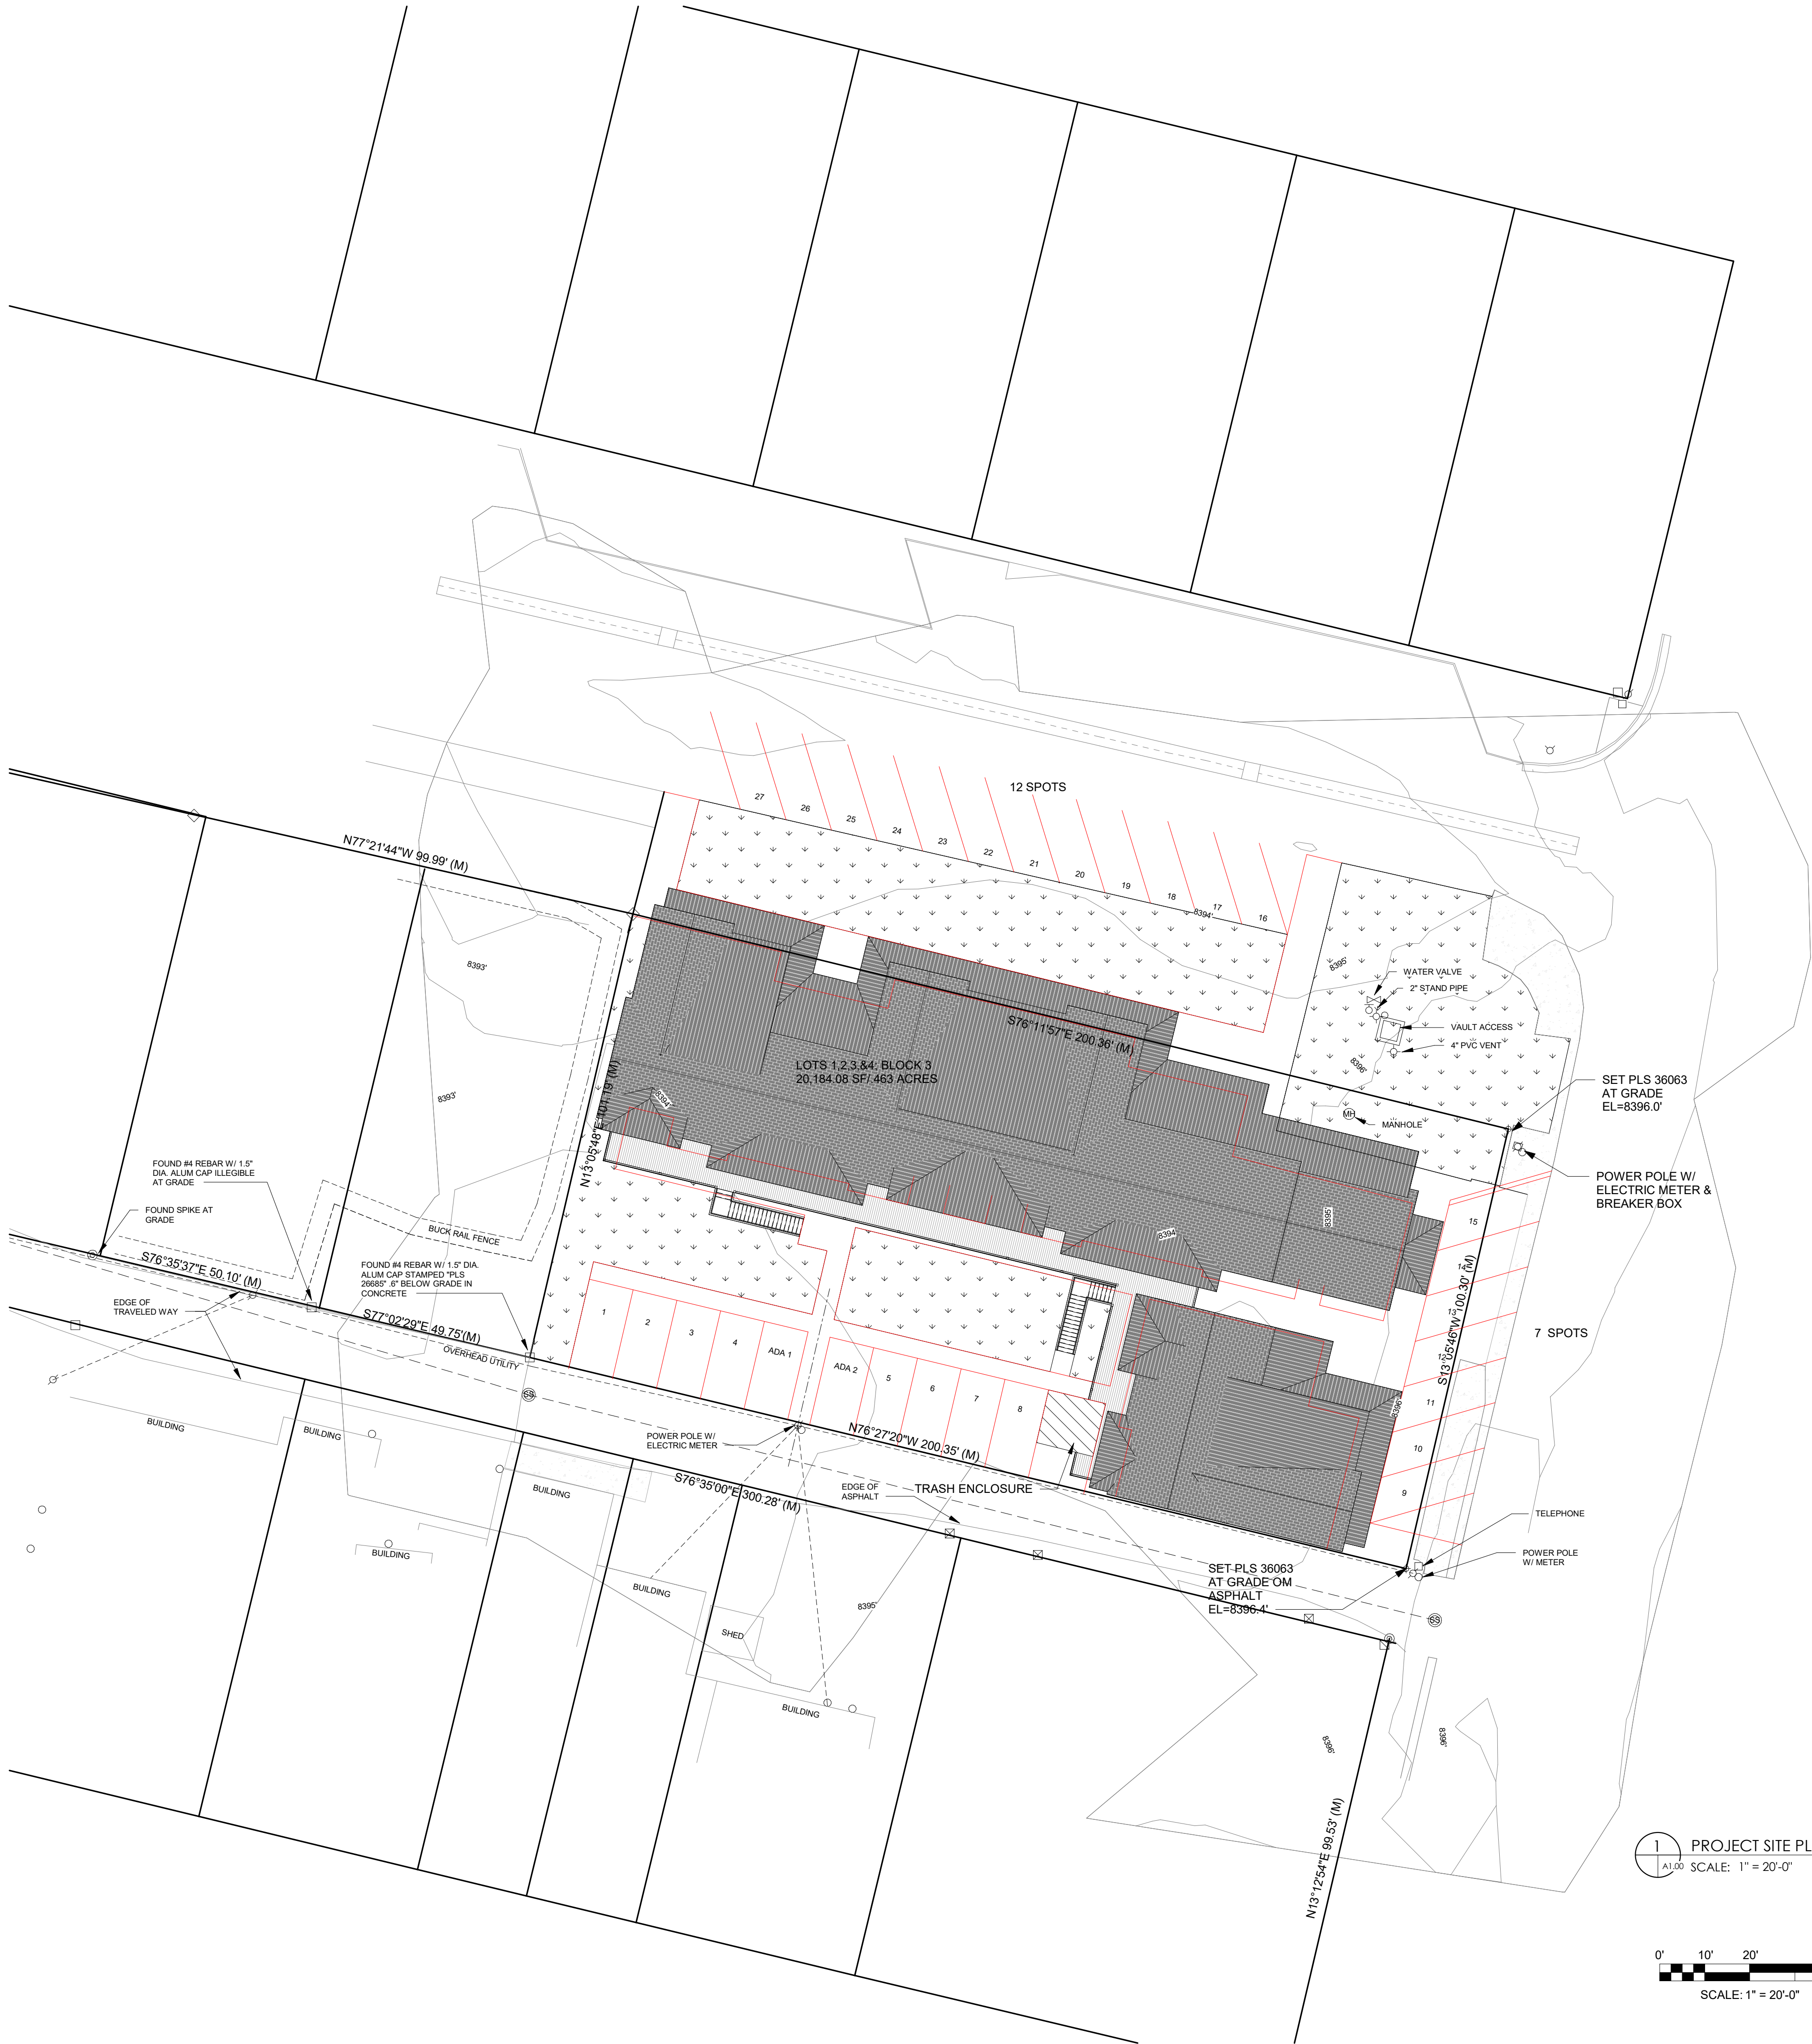 12 SPOTS
27
26
25
24
23
22
21
20
19
18
17
16
8394'
N77°21'44"W 99.99' (M)
8393'
8395'
WATER VALVE
2" STAND PIPE
S76°11'57"E 200.36' (M)
VAULT ACCESS
4" PVC VENT
8396'
LOTS 1,2,3,&4; BLOCK 3
20,184.08 SF/.463 ACRES
SET PLS 36063
AT GRADE
EL=8396.0'
8393'
8394'
N13°05'48"E 101.19' (M)
MH
MANHOLE
FOUND #4 REBAR W/ 1.5"
DIA. ALUM CAP ILLEGIBLE
AT GRADE
POWER POLE W/
ELECTRIC METER &
BREAKER BOX
FOUND SPIKE AT
GRADE
BUCK RAIL FENCE
8394'
8395'
15
14
13
12
11
10
9
S13°05'46"W 100.30' (M)
7 SPOTS
S76°35'37"E 50.10' (M)
FOUND #4 REBAR W/ 1.5" DIA.
ALUM CAP STAMPED "PLS
26685" .6" BELOW GRADE IN
CONCRETE
EDGE OF
TRAVELED WAY
S77°02'29"E 49.75'(M)
OVERHEAD UTILITY
1
2
3
4
ADA 1
ADA 2
5
6
7
8
8396'
SS
BUILDING
BUILDING
POWER POLE W/
ELECTRIC METER
N76°27'20"W 200.35' (M)
S76°35'00"E 300.28' (M)
EDGE OF
ASPHALT
TRASH ENCLOSURE
BUILDING
TELEPHONE
BUILDING
POWER POLE
W/ METER
BUILDING
SET PLS 36063
AT GRADE OM
ASPHALT
EL=8396.4'
8395'
SS
SHED
BUILDING
8396'
8396'
N13°12'54"E 99.53' (M)
1
A1.00
PROJECT SITE PL
SCALE: 1" = 20'-0"
0' 10' 20'
SCALE: 1" = 20'-0"